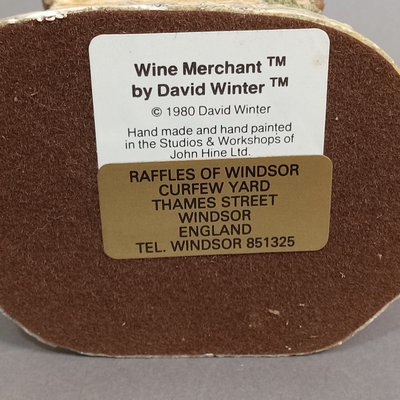 Wine Merchant ™
by David Winter ™
© 1980 David Winter
Hand made and hand painted
in the Studios & Workshops of
John Hine Ltd.
RAFFLES OF WINDSOR
CURFEW YARD
THAMES STREET
WINDSOR
ENGLAND
TEL. WINDSOR 851325